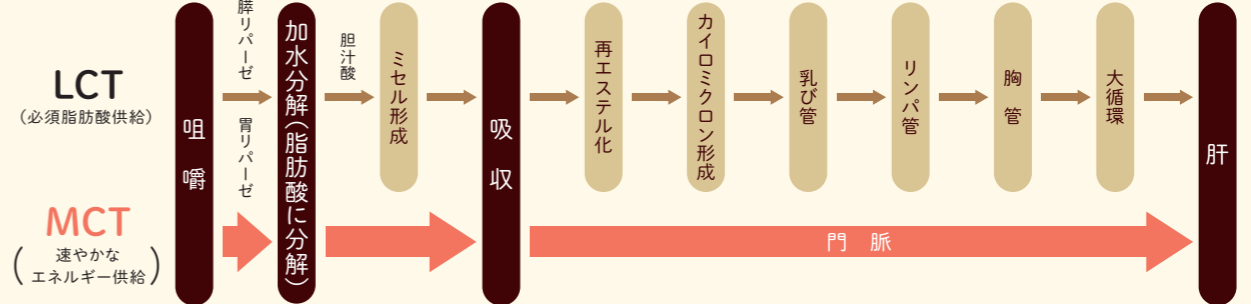 LCT
（必須脂肪酸供給）
MCT
（速やかな
エネルギー供給）
咀嚼
膵リパーゼ
胃リパーゼ
加水分解（脂肪酸に分解）
胆汁酸
ミセル形成
吸収
再エステル化
カイロミクロン形成
乳び管
リンパ管
胸管
大循環
門脈
肝